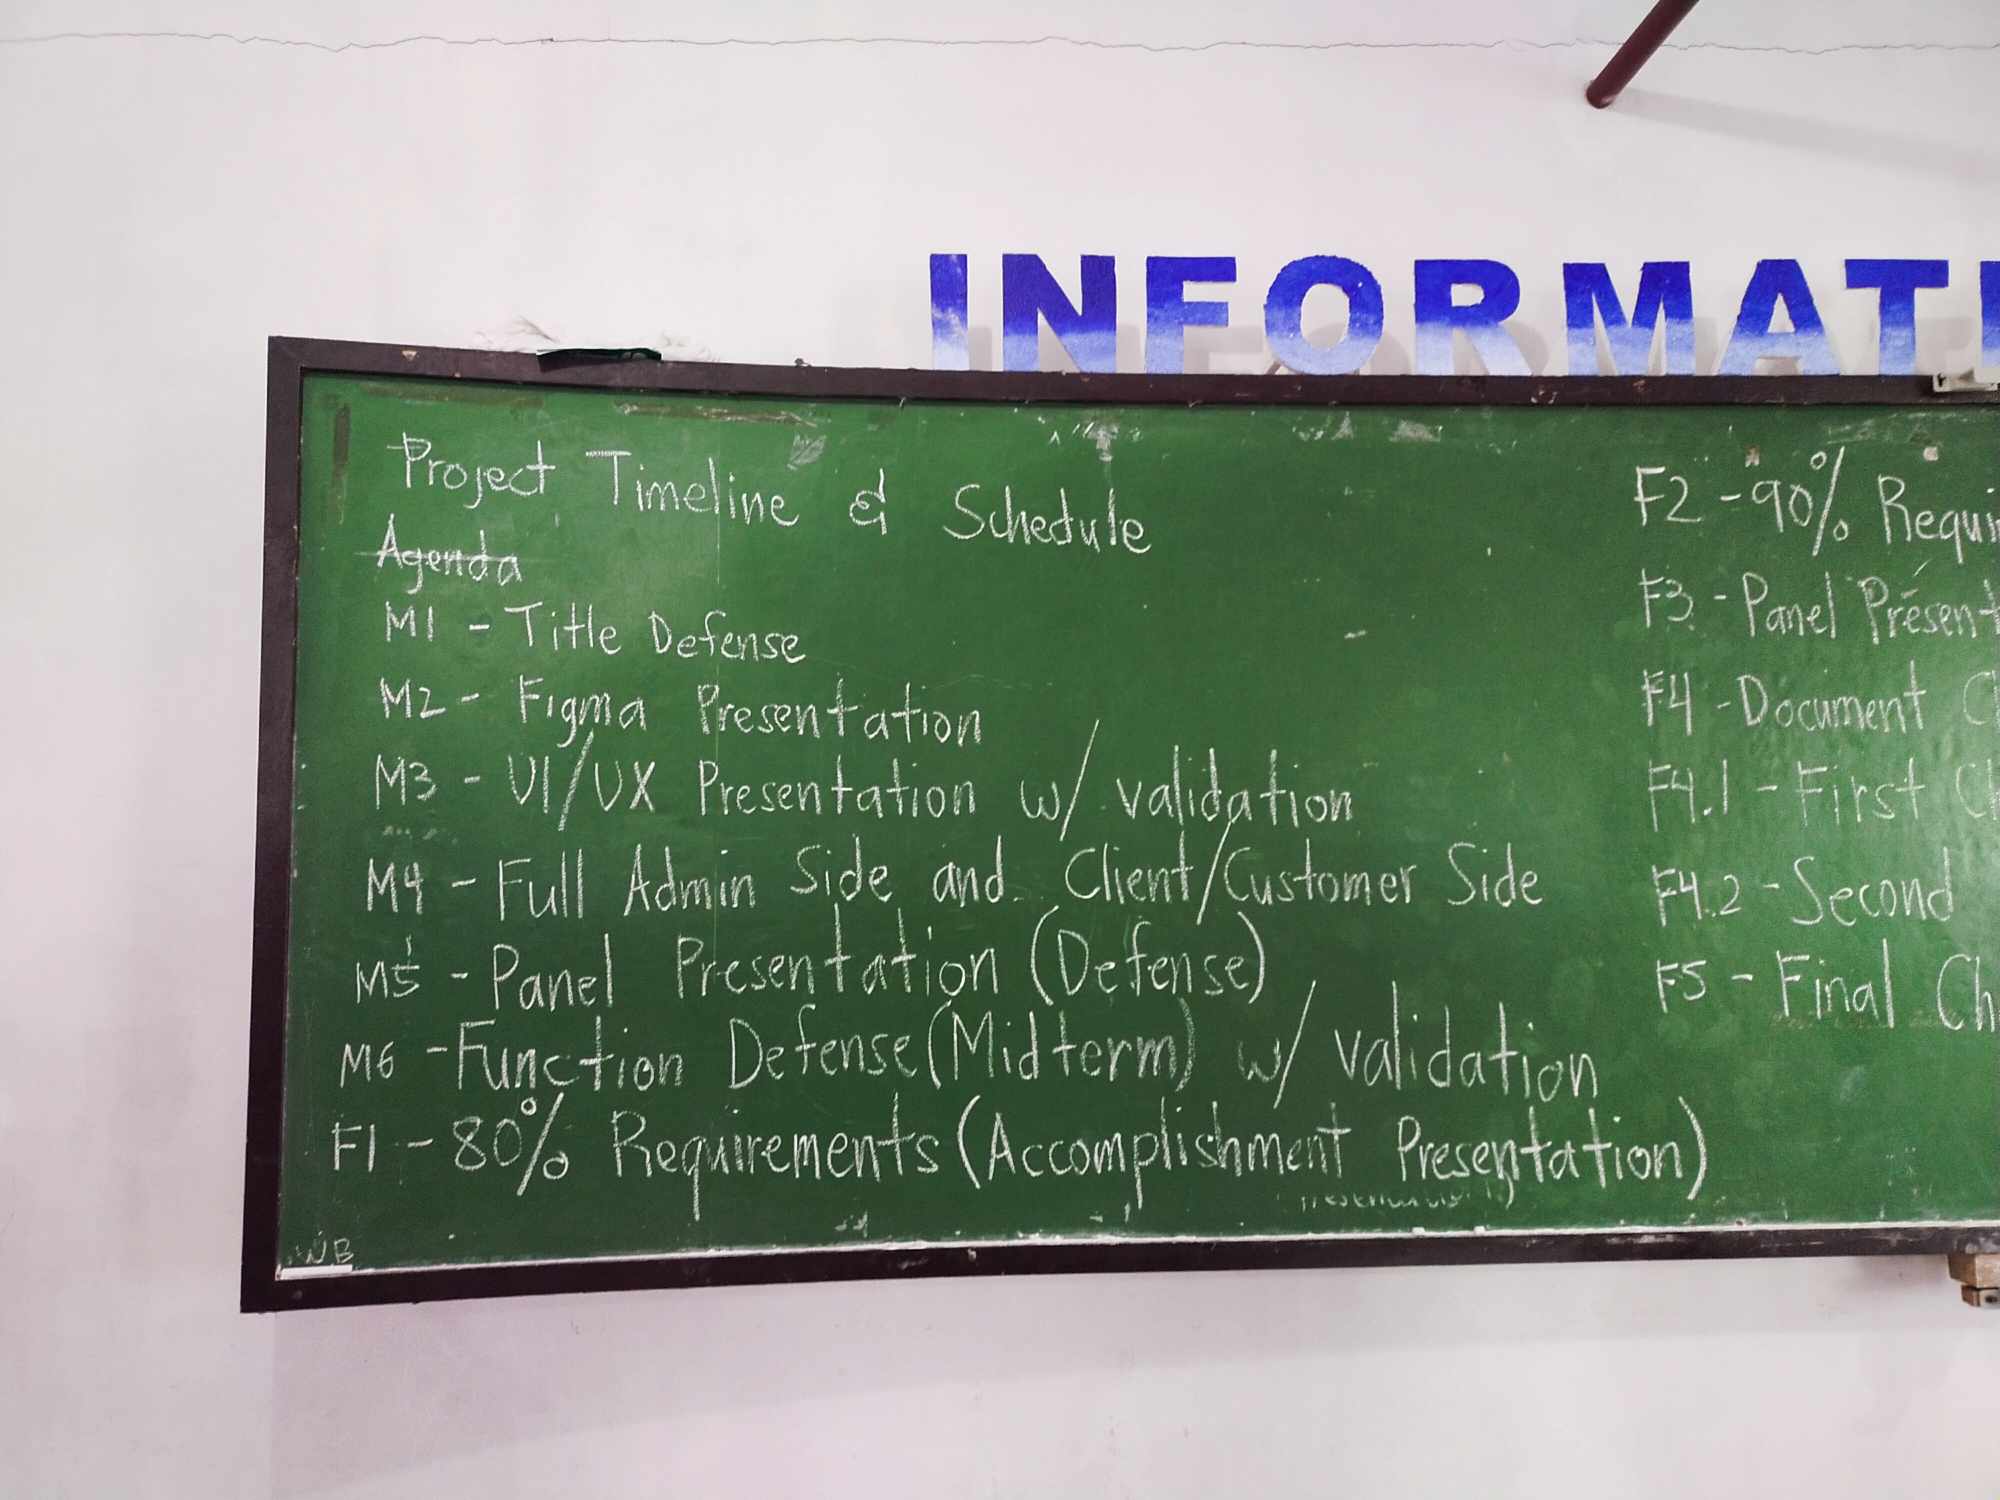 INFORMATI
Project Timeline & Schedule
Agenda
M1 - Title Defense
M2 - Figma Presentation
M3 - UI/UX Presentation w/ validation
M4 - Full Admin Side and Client/Customer Side
M5 - Panel Presentation (Defense)
M6 - Function Defense (Midterm) w/ validation
F1 - 80% Requirements (Accomplishment Presentation)
WB
F2 - 90% Requi
F3 - Panel Present
F4 - Document C
F4.1 - First C
F4.2 - Second
F5 - Final Ch